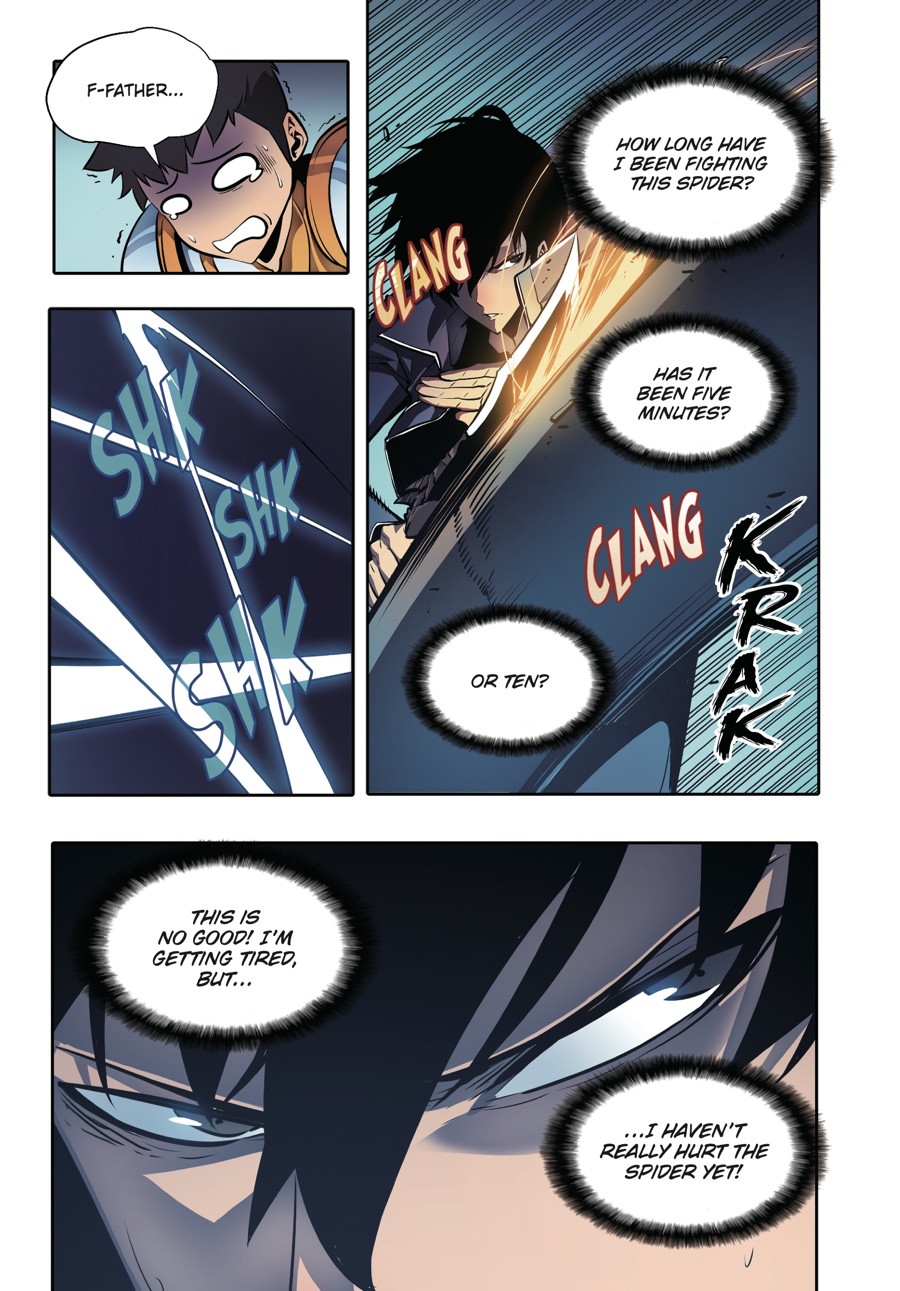 F-FATHER...
HOW LONG HAVE
I BEEN FIGHTING
THIS SPIDER?
CLANG
HAS IT
BEEN FIVE
MINUTES?
CLANG
KRAK
OR TEN?
SHK
SHK
SHK
THIS IS
NO GOOD! I'M
GETTING TIRED,
BUT...
...I HAVEN'T
REALLY HURT THE
SPIDER YET!